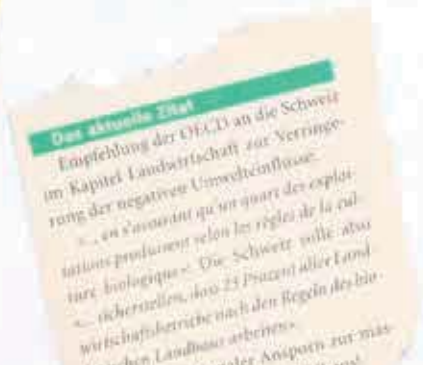 Das aktuelle Zitat
Empfehlung der OECD an die Schweiz
im Kapitel Landwirtschaft zur Verringe-
rung der negativen Umwelteinflüsse:
«... en s'assurant qu'un quart des exploi-
tations produisent selon les règles de la cul-
ture biologique». Die Schweiz solle also
«... sicherstellen, dass 25 Prozent aller Land-
wirtschaftsbetriebe nach den Regeln des bio-
Landbaus arbeiten».
Ansporn zur